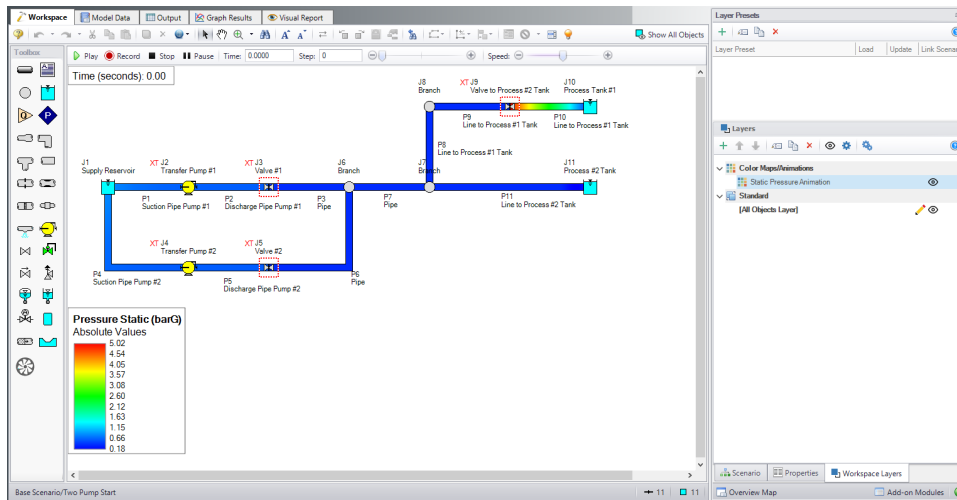 Workspace Model Data Output Graph Results Visual Report
Show All Objects
Toolbox
Play Record Stop Pause Time: 0.0000 Step: 0 Speed:
Time (seconds): 0.00
J8
Branch
XT J9
Valve to Process #2 Tank
J10
Process Tank #1
P9
Line to Process #1 Tank
P10
Line to Process #1 Tank
P8
Line to Process #1 Tank
J1
Supply Reservoir
XT J2
Transfer Pump #1
XT J3
Valve #1
J6
Branch
J7
Branch
J11
Process #2 Tank
P1
Suction Pipe Pump #1
P2
Discharge Pipe Pump #1
P3
Pipe
P7
Pipe
P11
Line to Process #2 Tank
XT J4
Transfer Pump #2
XT J5
Valve #2
P4
Suction Pipe Pump #2
P5
Discharge Pipe Pump #2
P6
Pipe
Pressure Static (barG)
Absolute Values
5.02
4.54
4.05
3.57
3.08
2.60
2.12
1.63
1.15
0.66
0.18
Base Scenario/Two Pump Start
11 11
Layer Presets
Layer Preset Load Update Link Scenar
Layers
Color Maps/Animations
Static Pressure Animation
Standard
[All Objects Layer]
Scenario Properties Workspace Layers
Overview Map Add-on Modules